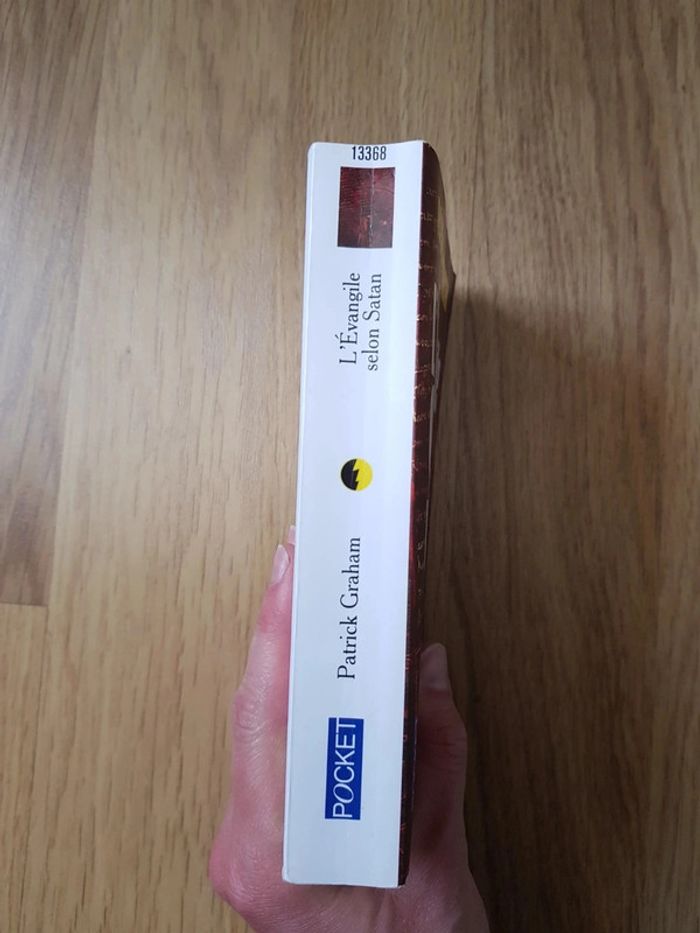 13368
L'Évangile
selon Satan
Patrick Graham
POCKET